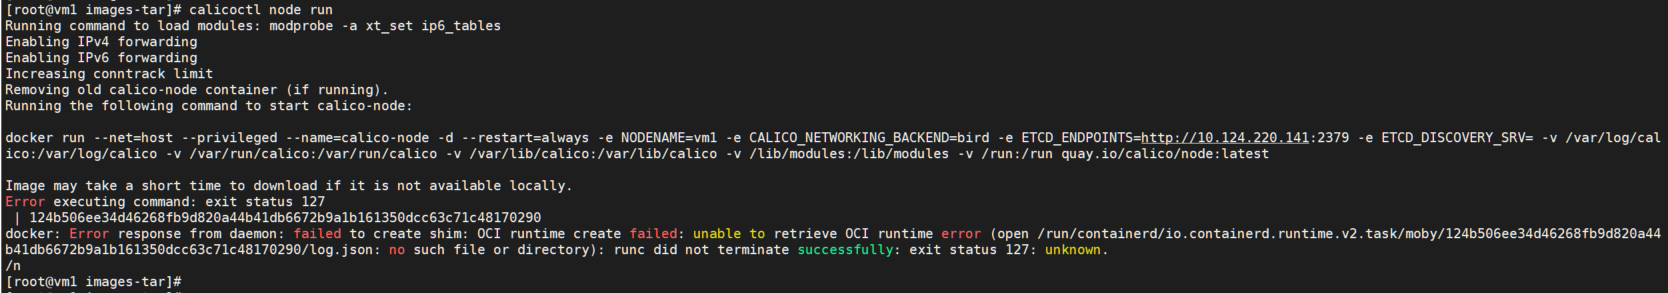 [root@vm1 images-tar]# calicoctl node run
Running command to load modules: modprobe -a xt_set ip6_tables
Enabling IPv4 forwarding
Enabling IPv6 forwarding
Increasing conntrack limit
Removing old calico-node container (if running).
Running the following command to start calico-node:
docker run --net=host --privileged --name=calico-node -d --restart=always -e NODENAME=vm1 -e CALICO_NETWORKING_BACKEND=bird -e ETCD_ENDPOINTS=http://10.124.220.141:2379 -e ETCD_DISCOVERY_SRV= -v /var/log/cal
ico:/var/log/calico -v /var/run/calico:/var/run/calico -v /var/lib/calico:/var/lib/calico -v /lib/modules:/lib/modules -v /run:/run quay.io/calico/node:latest
Image may take a short time to download if it is not available locally.
Error executing command: exit status 127
| 124b506ee34d46268fb9d820a44b41db6672b9a1b161350dcc63c71c48170290
docker: Error response from daemon: failed to create shim: OCI runtime create failed: unable to retrieve OCI runtime error (open /run/containerd/io.containerd.runtime.v2.task/moby/124b506ee34d46268fb9d820a44
b41db6672b9a1b161350dcc63c71c48170290/log.json: no such file or directory): runc did not terminate successfully: exit status 127: unknown.
/n
[root@vm1 images-tar]#